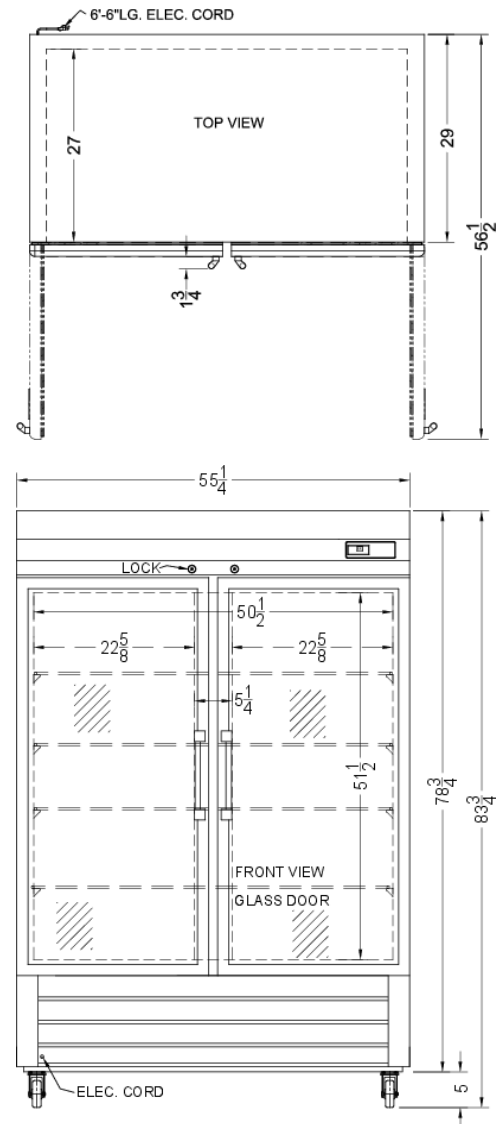 6'-6"LG. ELEC. CORD
TOP VIEW
27
29
56 1/2
1 3/4
55 1/4
LOCK
50 1/2
22 5/8
22 5/8
5 1/4
51 1/2
78 3/4
83 3/4
FRONT VIEW
GLASS DOOR
ELEC. CORD
5